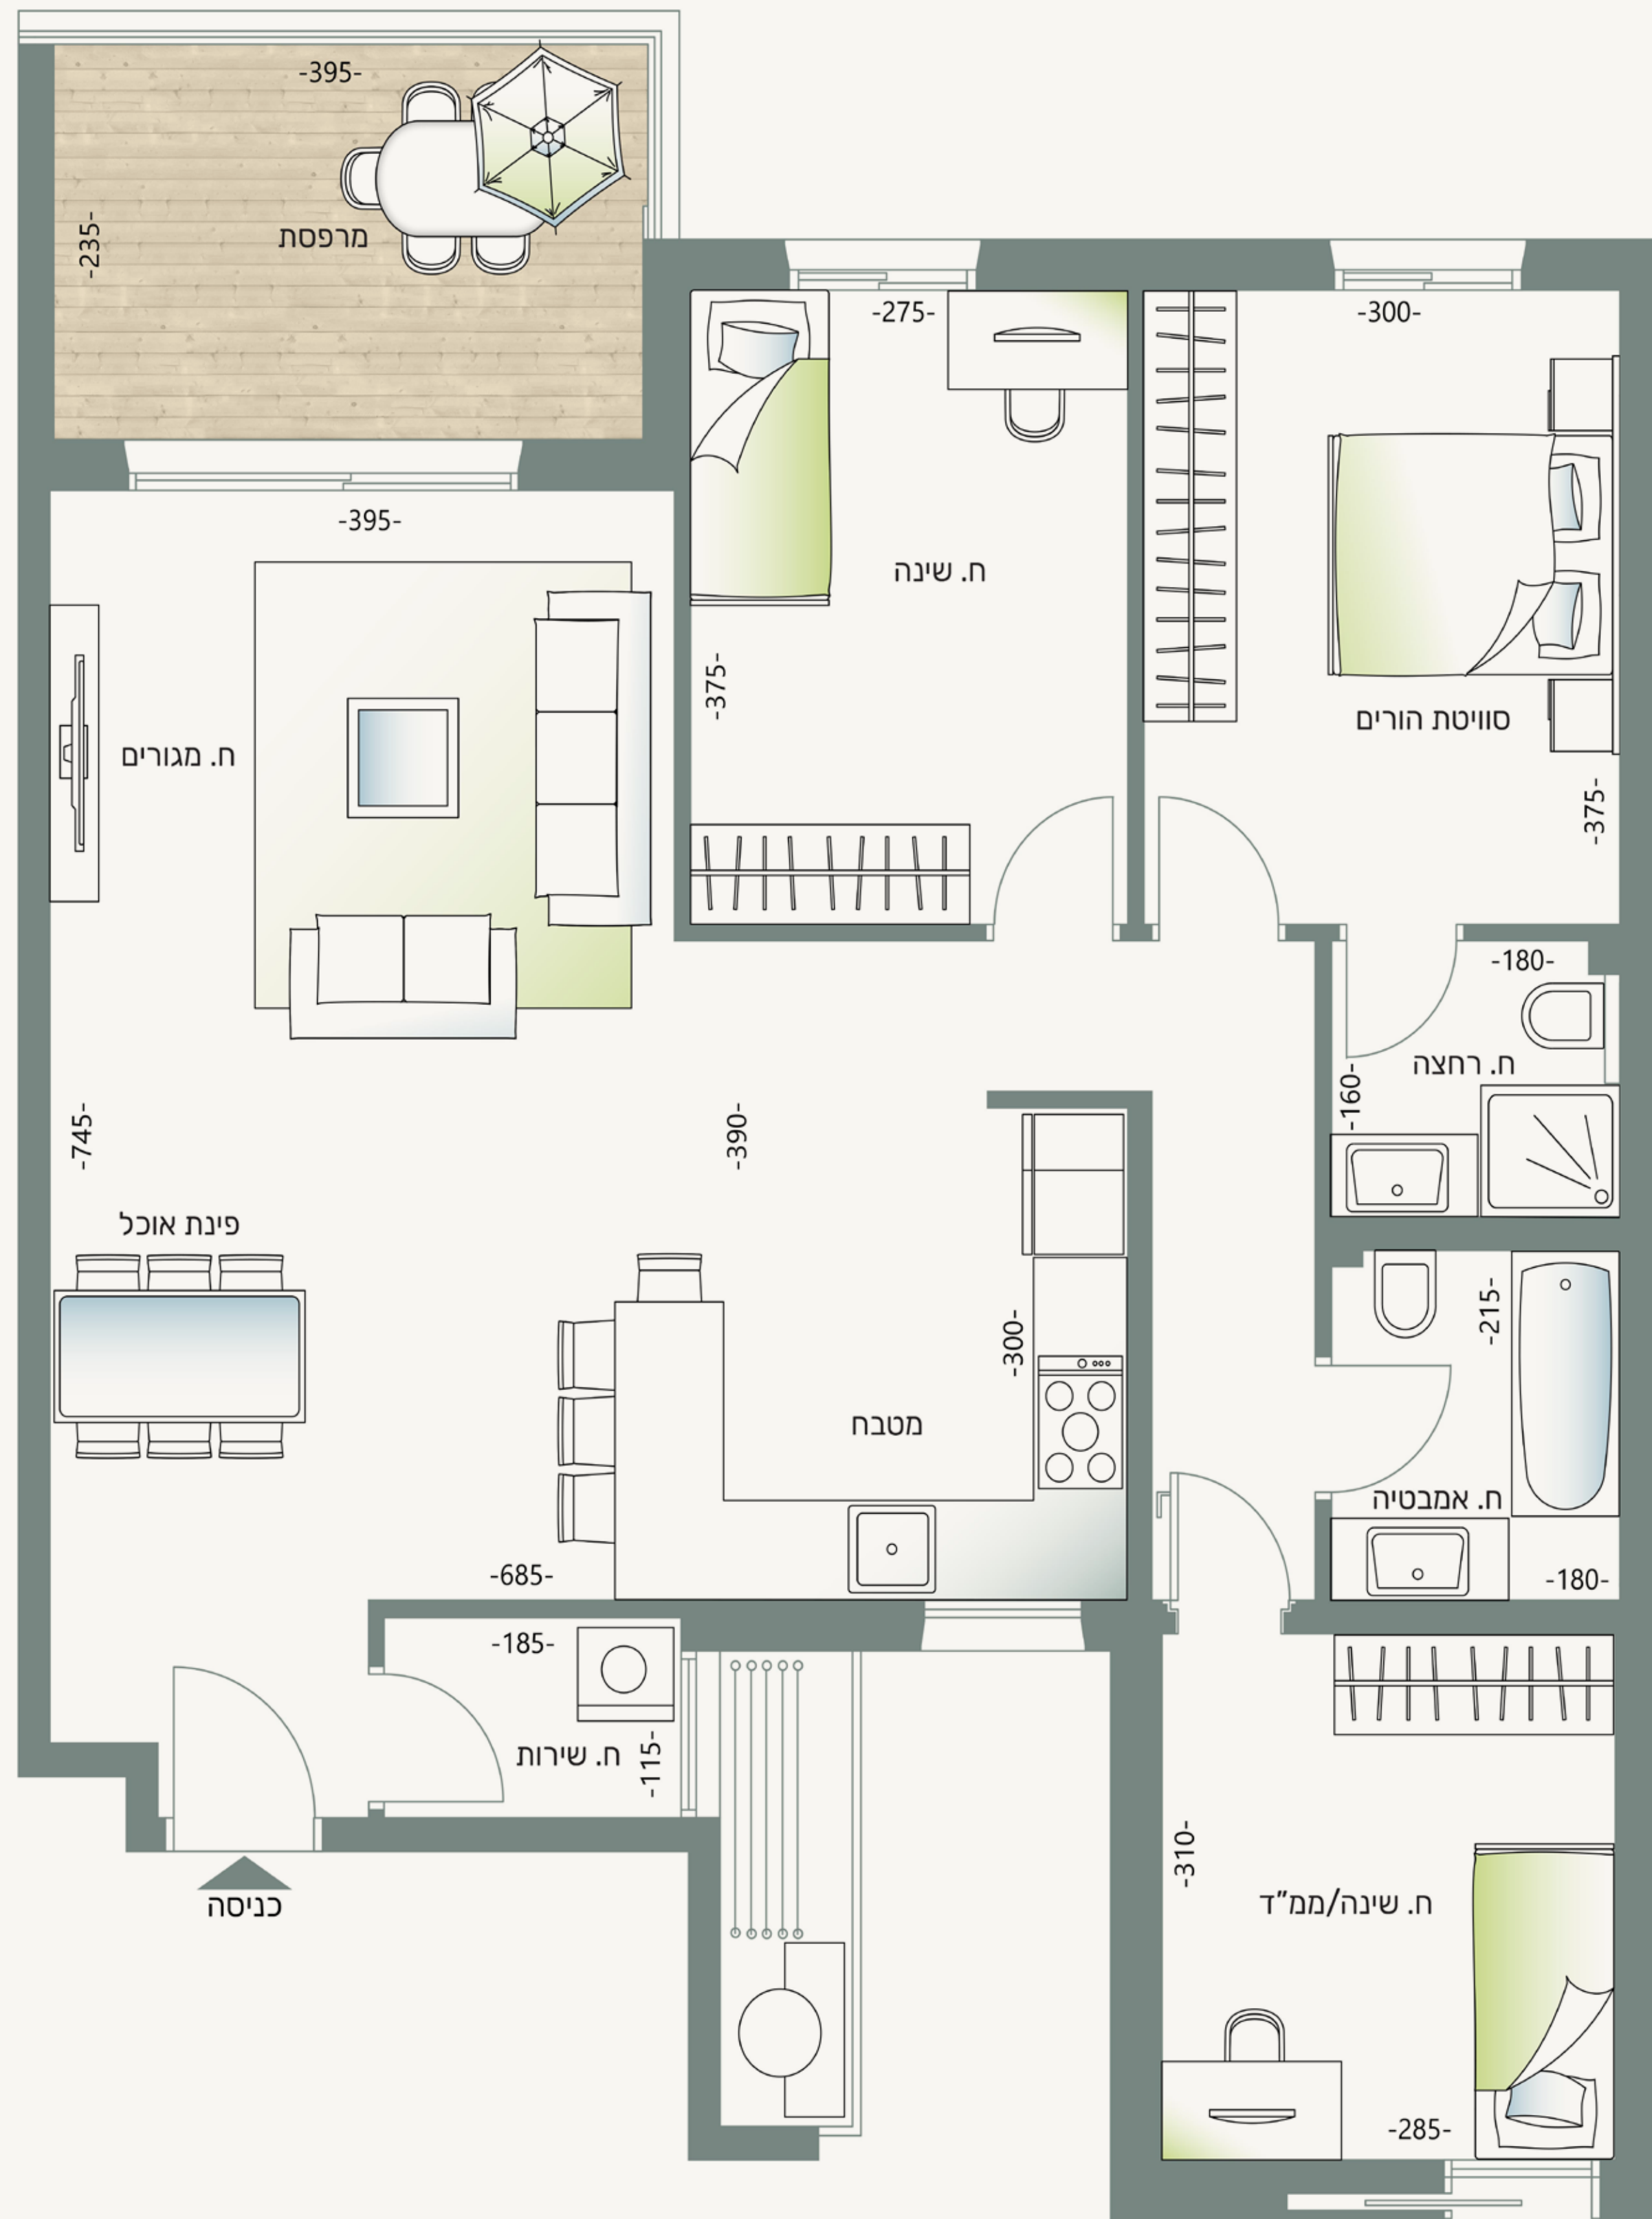 -395-
-235-
מרפסת
-275-
-300-
-395-
ח. שינה
-375-
סוויטת הורים
ח. מגורים
-375-
-180-
ח. רחצה
-160-
-745-
-390-
פינת אוכל
-215-
-300-
מטבח
ח. אמבטיה
-685-
-180-
-185-
ח. שירות
-115-
-310-
ח. שינה/ממ״ד
כניסה
-285-